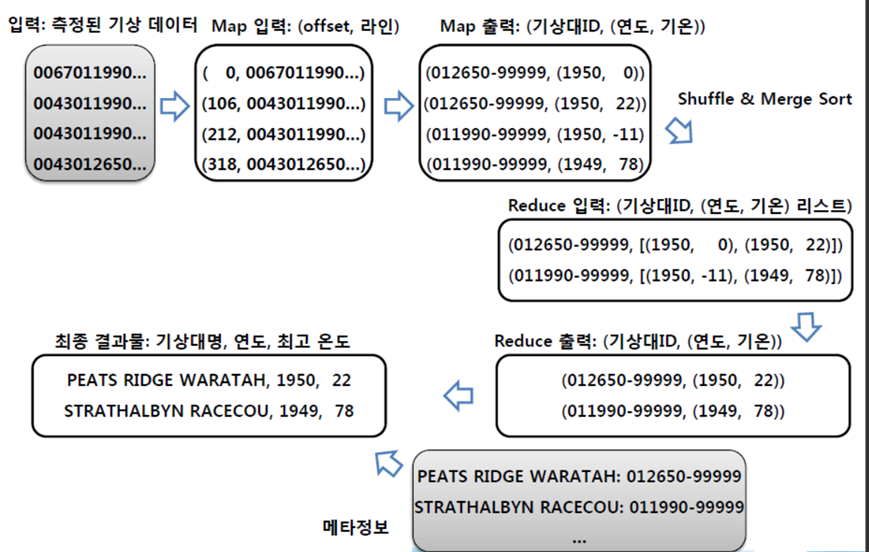 입력: 측정된 기상 데이터
0067011990...
0043011990...
0043011990...
0043012650...
Map 입력: (offset, 라인)
(   0, 0067011990...)
(106, 0043011990...)
(212, 0043011990...)
(318, 0043012650...)
Map 출력: (기상대ID, (연도, 기온))
(012650-99999, (1950,   0))
(012650-99999, (1950,  22))
(011990-99999, (1950, -11))
(011990-99999, (1949,  78))
Shuffle & Merge Sort
Reduce 입력: (기상대ID, (연도, 기온) 리스트)
(012650-99999, [(1950,    0), (1950,  22)])
(011990-99999, [(1950, -11), (1949,  78)])
Reduce 출력: (기상대ID, (연도, 기온))
(012650-99999, (1950,  22))
(011990-99999, (1949,  78))
최종 결과물: 기상대명, 연도, 최고 온도
PEATS RIDGE WARATAH, 1950,  22
STRATHALBYN RACECOU, 1949,  78
메타정보
PEATS RIDGE WARATAH: 012650-99999
STRATHALBYN RACECOU: 011990-99999
...